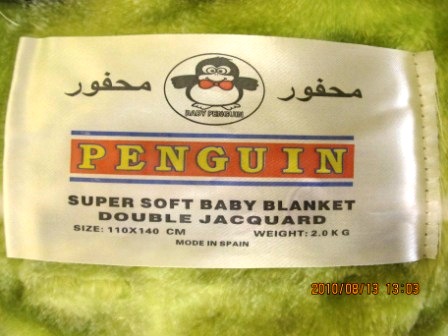 محفور محفور
BABY PENGUIN
PENGUIN
SUPER SOFT BABY BLANKET
DOUBLE JACQUARD
SIZE: 110X140 CM WEIGHT: 2.0 KG
MADE IN SPAIN
2010/08/13 13:03